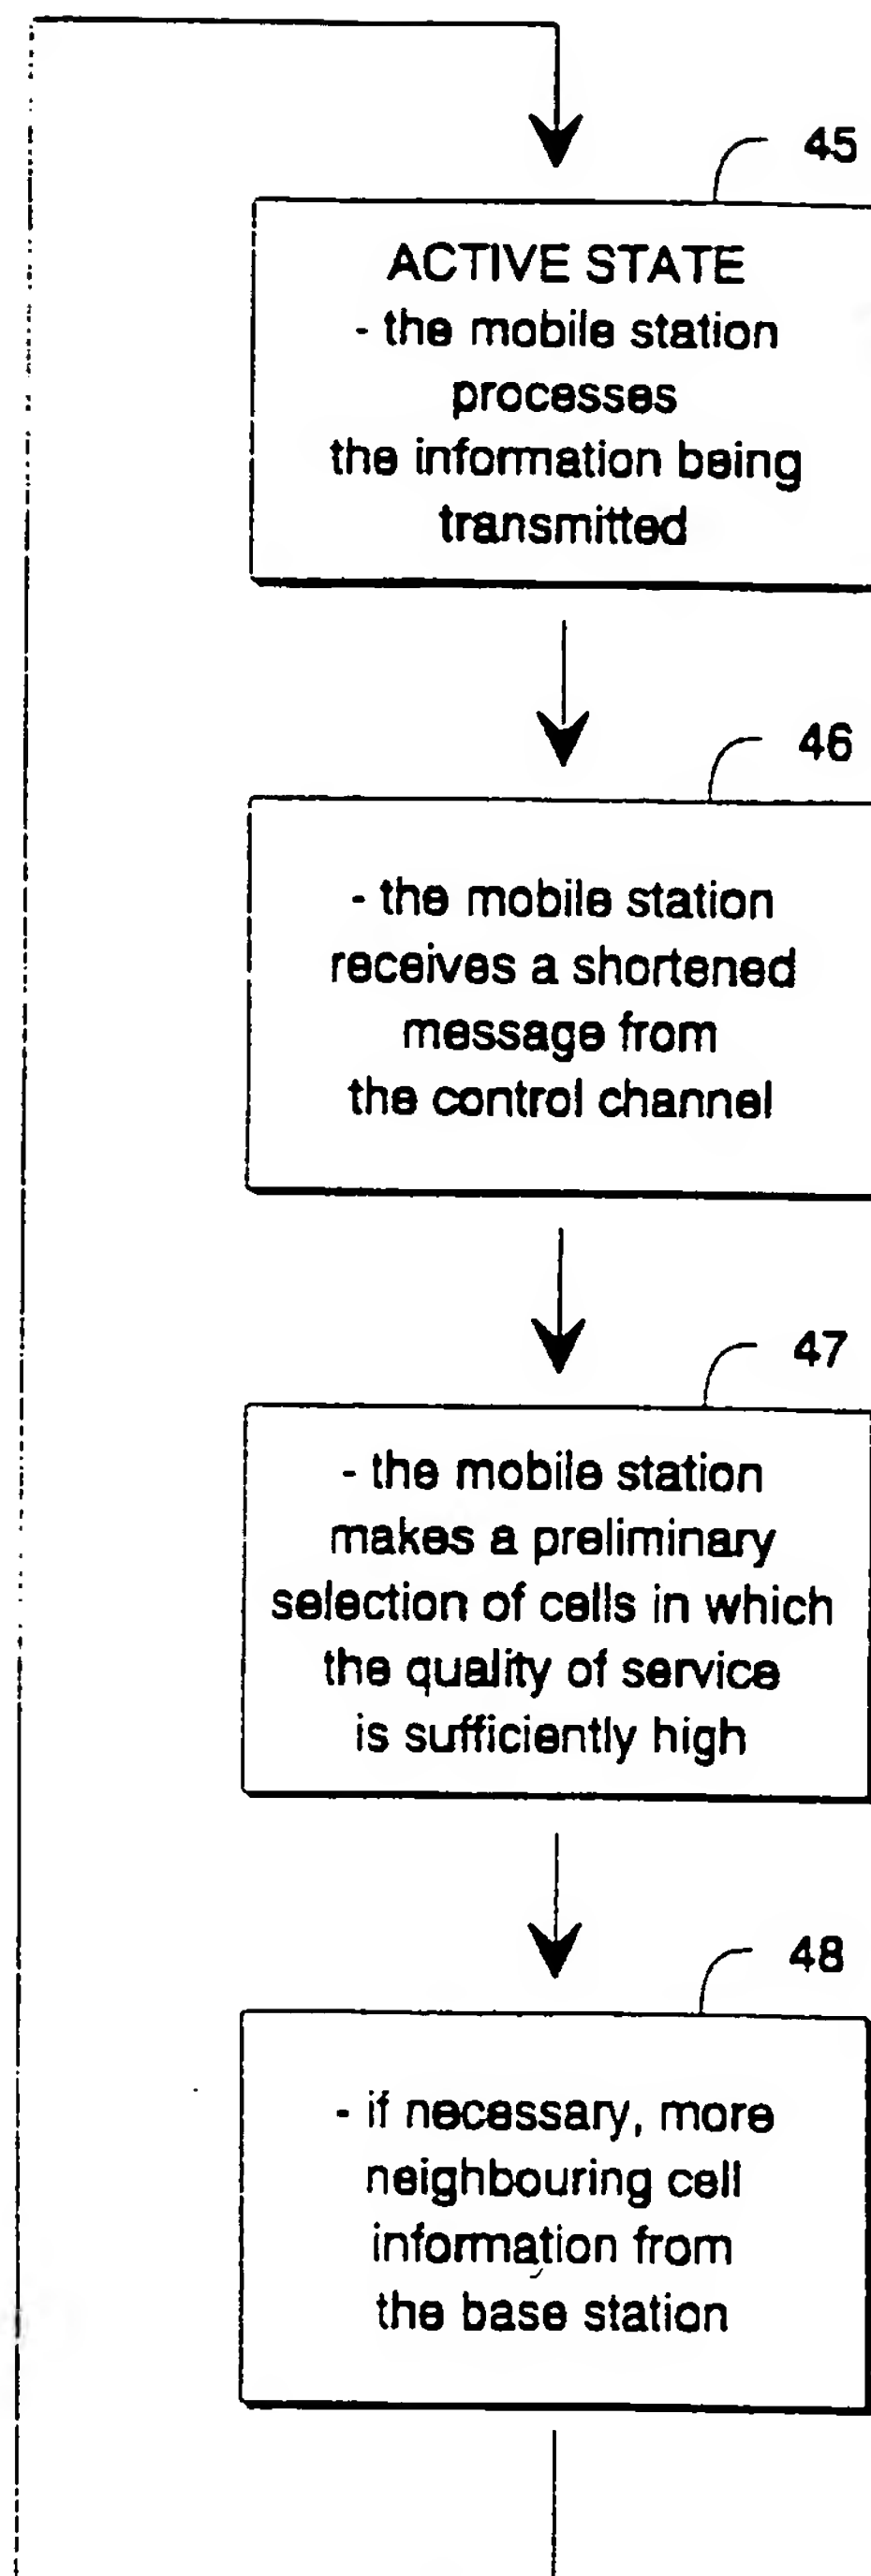 45
ACTIVE STATE
- the mobile station
processes
the information being
transmitted
46
- the mobile station
receives a shortened
message from
the control channel
47
- the mobile station
makes a preliminary
selection of cells in which
the quality of service
is sufficiently high
48
- if necessary, more
neighbouring cell
information from
the base station